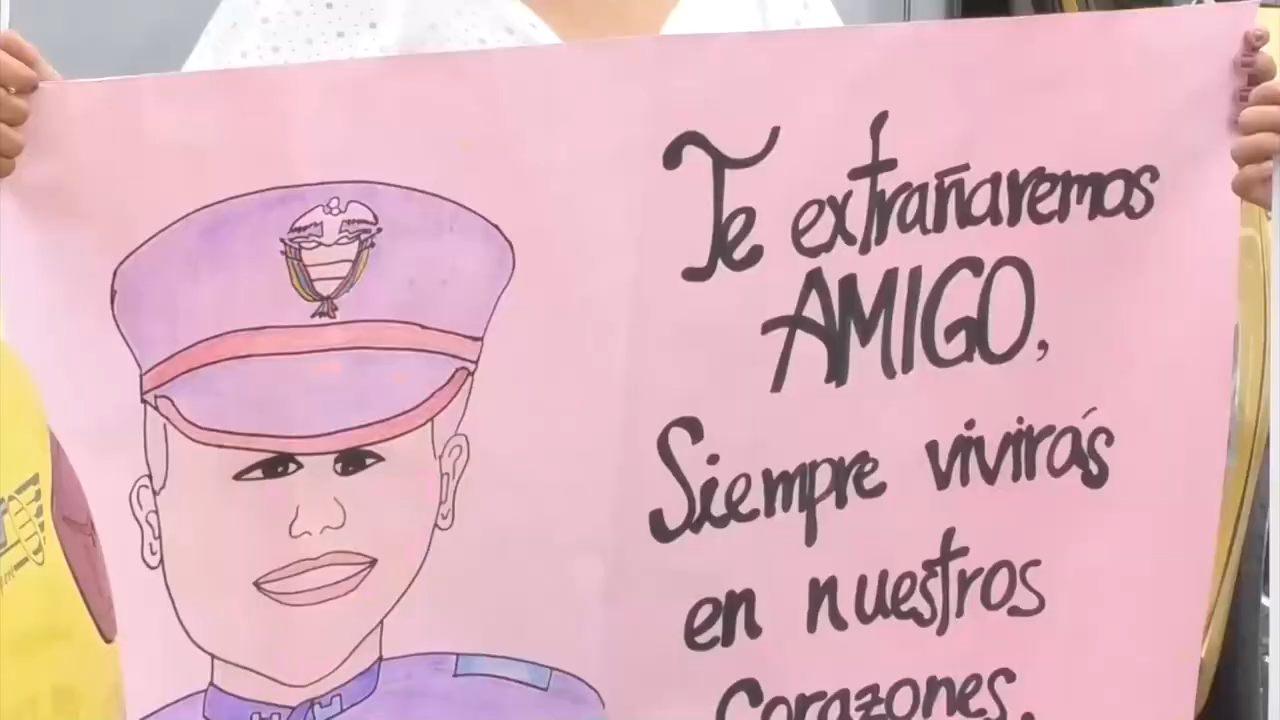 Te extrañaremos
AMIGO,
Siempre vivirás
en nuestros
Corazones.